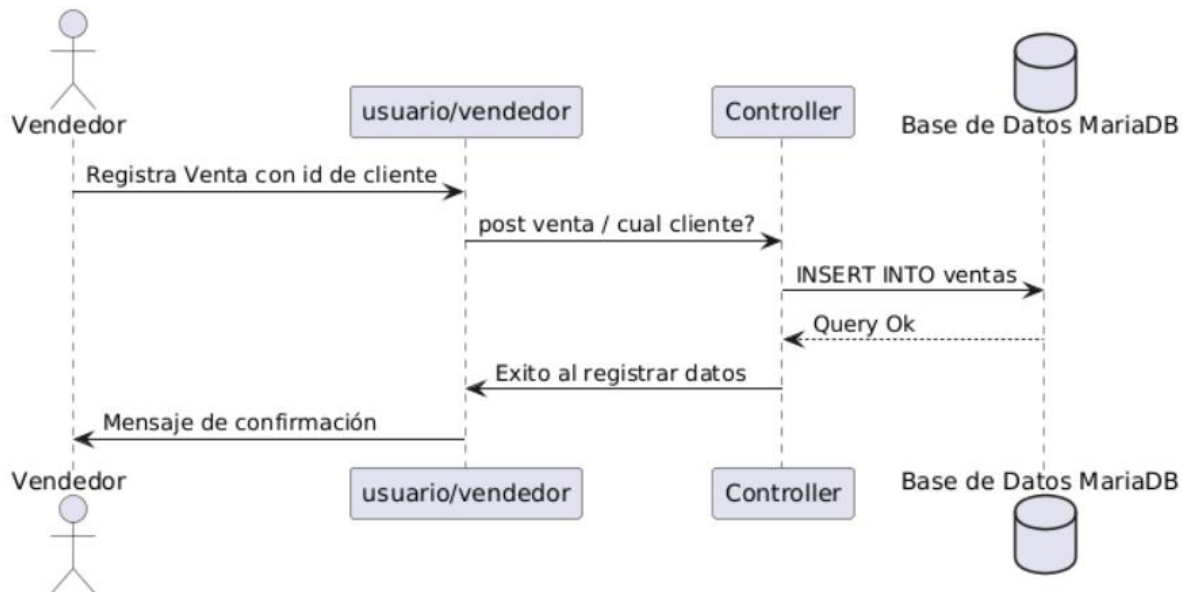 Vendedor
usuario/vendedor
Controller
Base de Datos MariaDB
Registra Venta con id de cliente
post venta / cual cliente?
INSERT INTO ventas
Query Ok
Exito al registrar datos
Mensaje de confirmación
Vendedor
usuario/vendedor
Controller
Base de Datos MariaDB